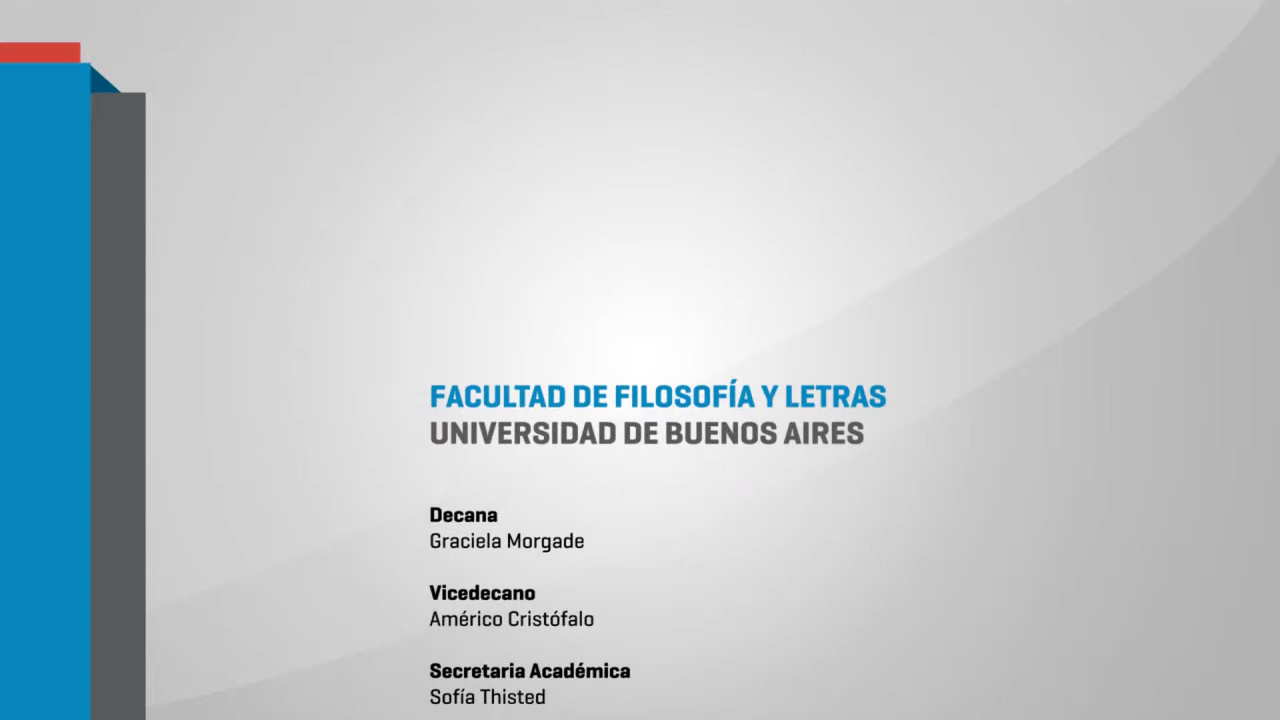 FACULTAD DE FILOSOFÍA Y LETRAS
UNIVERSIDAD DE BUENOS AIRES
Decana
Graciela Morgade
Vicedecano
Américo Cristófalo
Secretaria Académica
Sofía Thisted